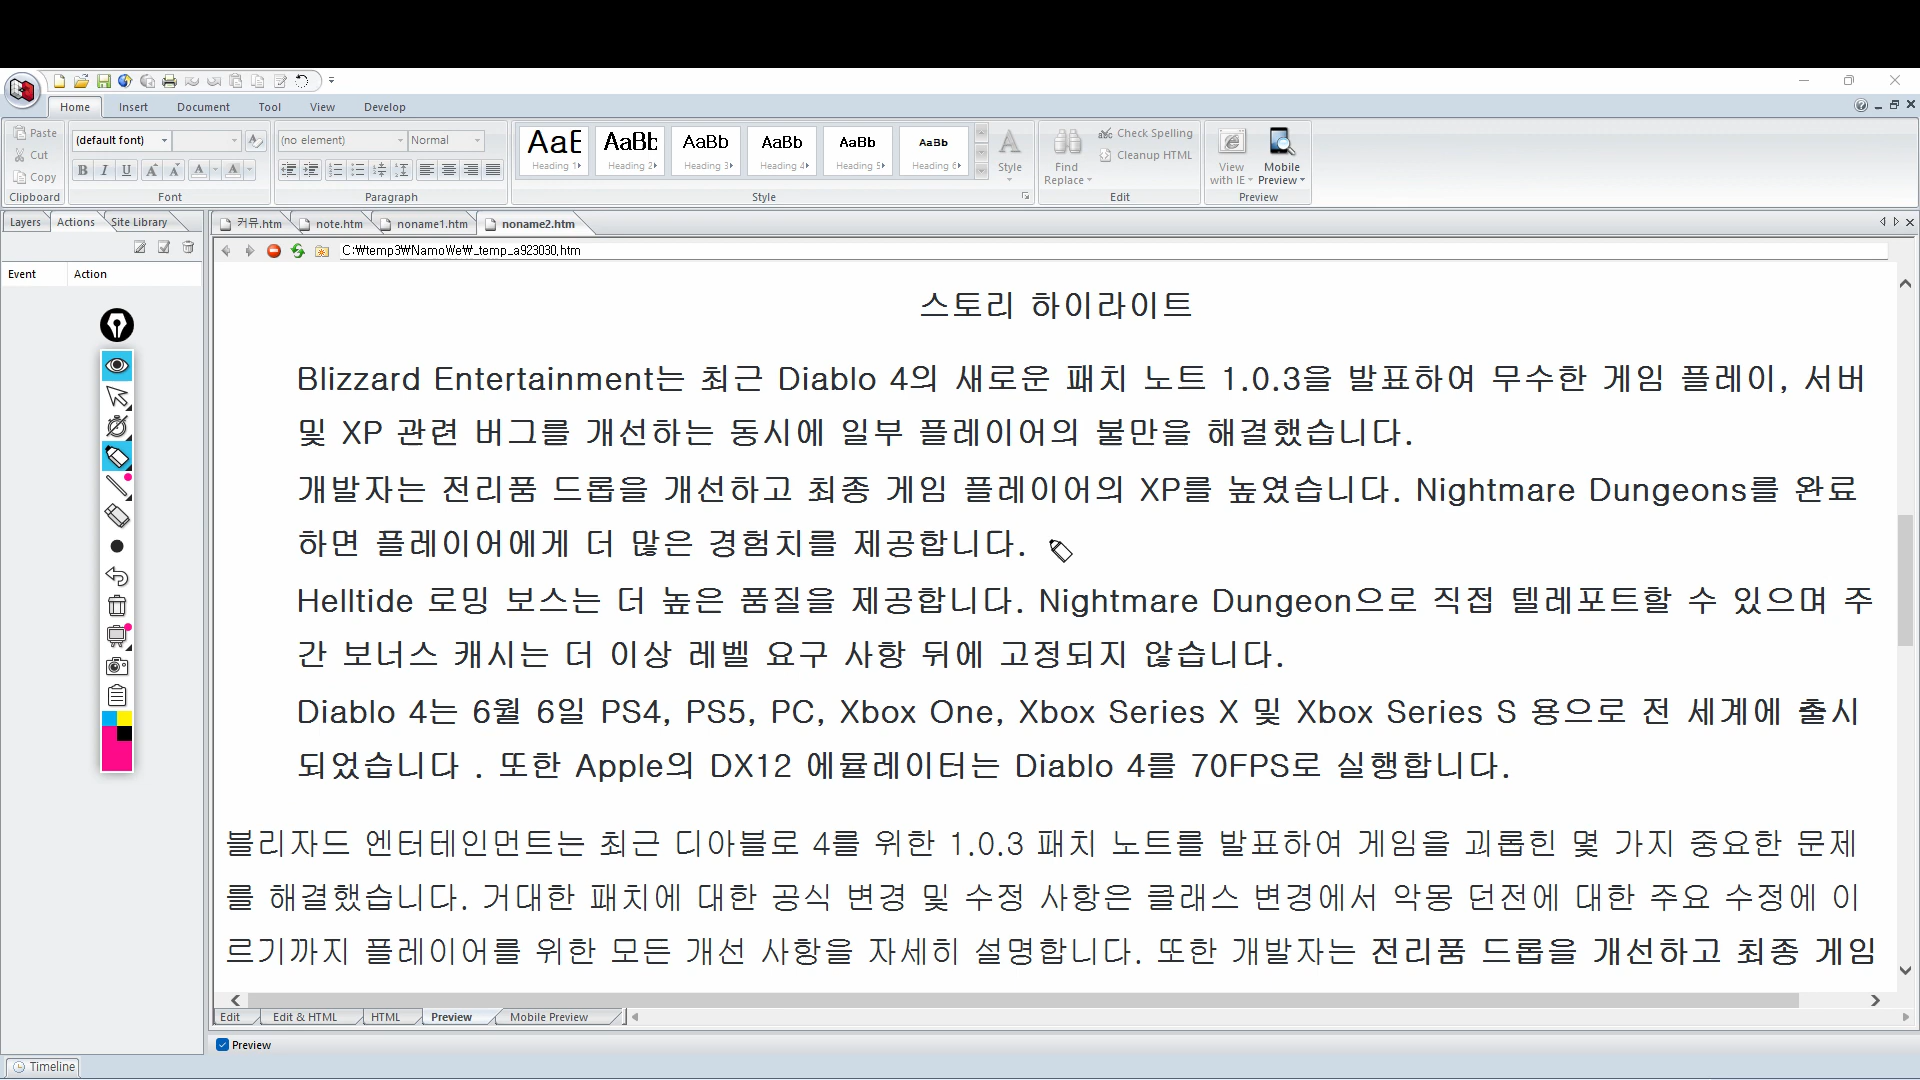 Home Insert Document Tool View Develop
Paste (default font) (no element) Normal AaBb AaBb AaBb AaBb AaBb Check Spelling
Cut Heading 1 Heading 2 Heading 3 Heading 4 Heading 5 Heading 6 Style Find Replace Cleanup HTML View with IE Mobile Preview
Copy B I U
Clipboard Font Paragraph Style Edit Preview
Layers Actions Site Library 커뮤.htm note.htm noname1.htm noname2.htm
C:₩temp3₩NamoWe₩_temp_a923030.htm
Event Action
스토리 하이라이트
Blizzard Entertainment는 최근 Diablo 4의 새로운 패치 노트 1.0.3을 발표하여 무수한 게임 플레이, 서버
및 XP 관련 버그를 개선하는 동시에 일부 플레이어의 불만을 해결했습니다.
개발자는 전리품 드롭을 개선하고 최종 게임 플레이어의 XP를 높였습니다. Nightmare Dungeons를 완료
하면 플레이어에게 더 많은 경험치를 제공합니다.
Helltide 로밍 보스는 더 높은 품질을 제공합니다. Nightmare Dungeon으로 직접 텔레포트할 수 있으며 주
간 보너스 캐시는 더 이상 레벨 요구 사항 뒤에 고정되지 않습니다.
Diablo 4는 6월 6일 PS4, PS5, PC, Xbox One, Xbox Series X 및 Xbox Series S 용으로 전 세계에 출시
되었습니다 . 또한 Apple의 DX12 에뮬레이터는 Diablo 4를 70FPS로 실행합니다.
블리자드 엔터테인먼트는 최근 디아블로 4를 위한 1.0.3 패치 노트를 발표하여 게임을 괴롭힌 몇 가지 중요한 문제
를 해결했습니다. 거대한 패치에 대한 공식 변경 및 수정 사항은 클래스 변경에서 악몽 던전에 대한 주요 수정에 이
르기까지 플레이어를 위한 모든 개선 사항을 자세히 설명합니다. 또한 개발자는 전리품 드롭을 개선하고 최종 게임
Edit Edit & HTML HTML Preview Mobile Preview
Preview
Timeline